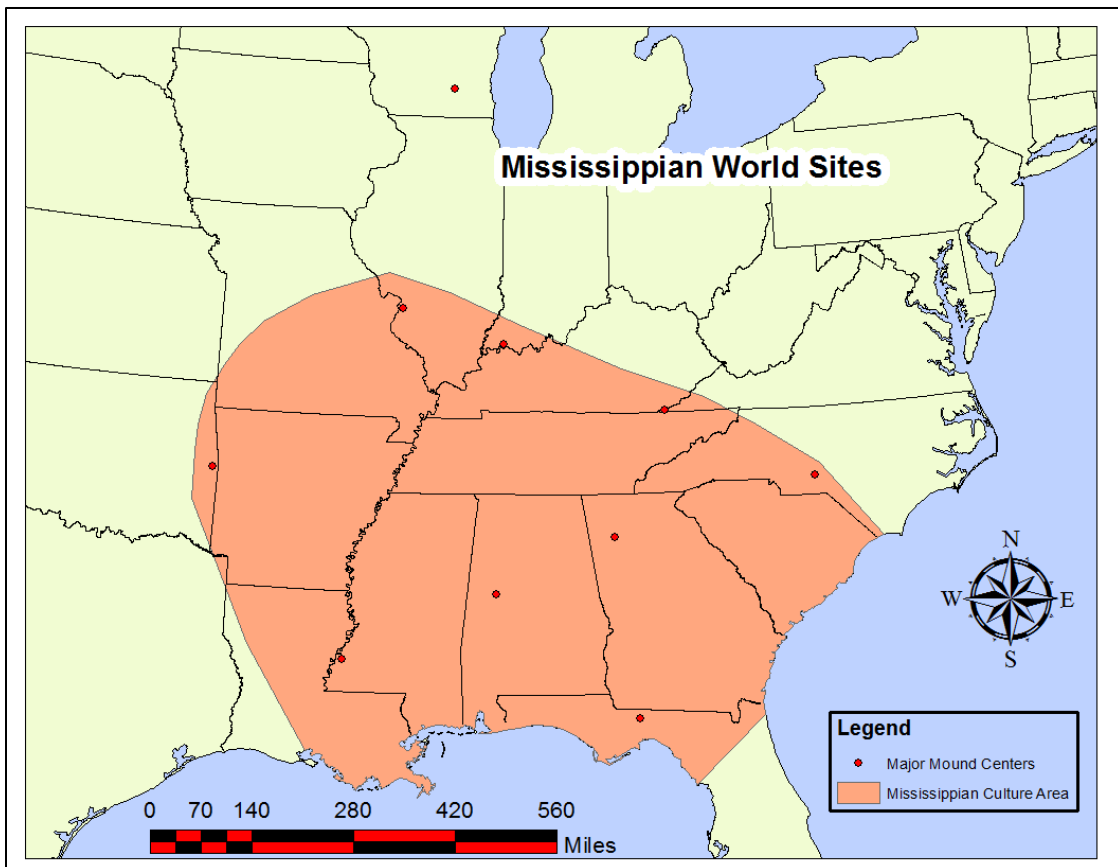 Mississippian World Sites
N
W E
S
Legend
Major Mound Centers
Mississippian Culture Area
0 70 140 280 420 560
Miles